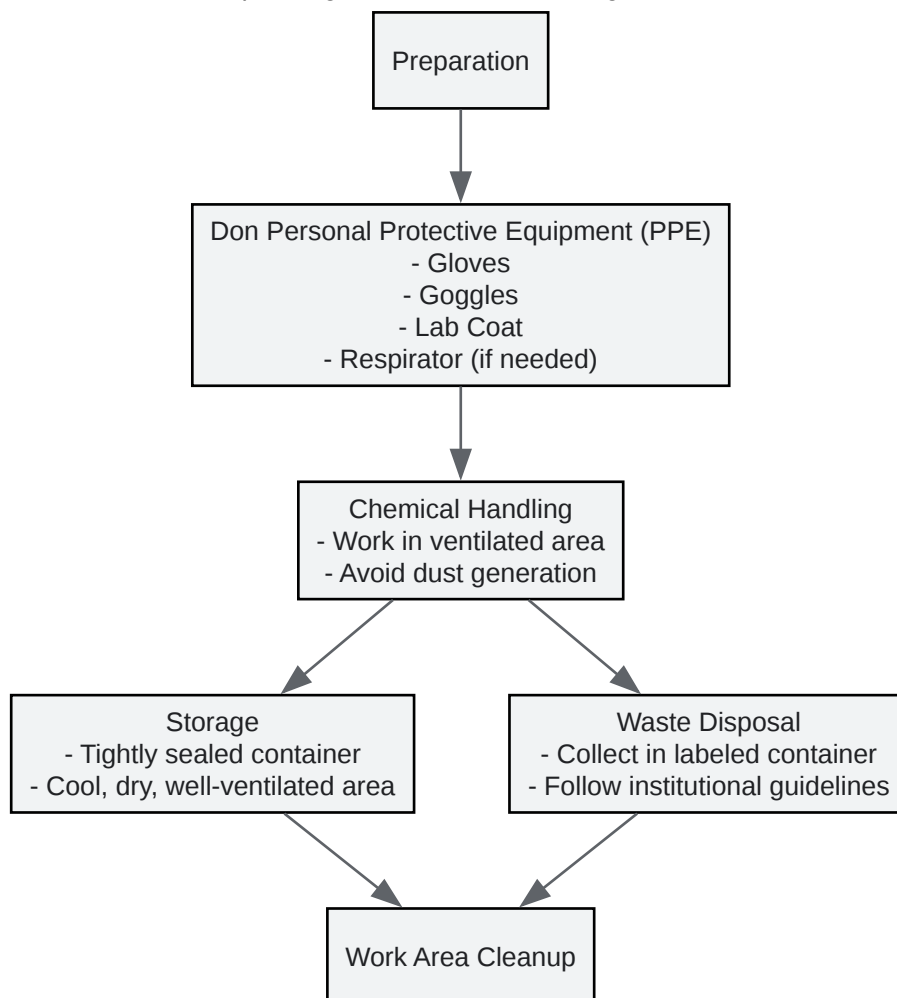 Preparation
Don Personal Protective Equipment (PPE)
- Gloves
- Goggles
- Lab Coat
- Respirator (if needed)
Chemical Handling
- Work in ventilated area
- Avoid dust generation
Storage
- Tightly sealed container
- Cool, dry, well-ventilated area
Waste Disposal
- Collect in labeled container
- Follow institutional guidelines
Work Area Cleanup